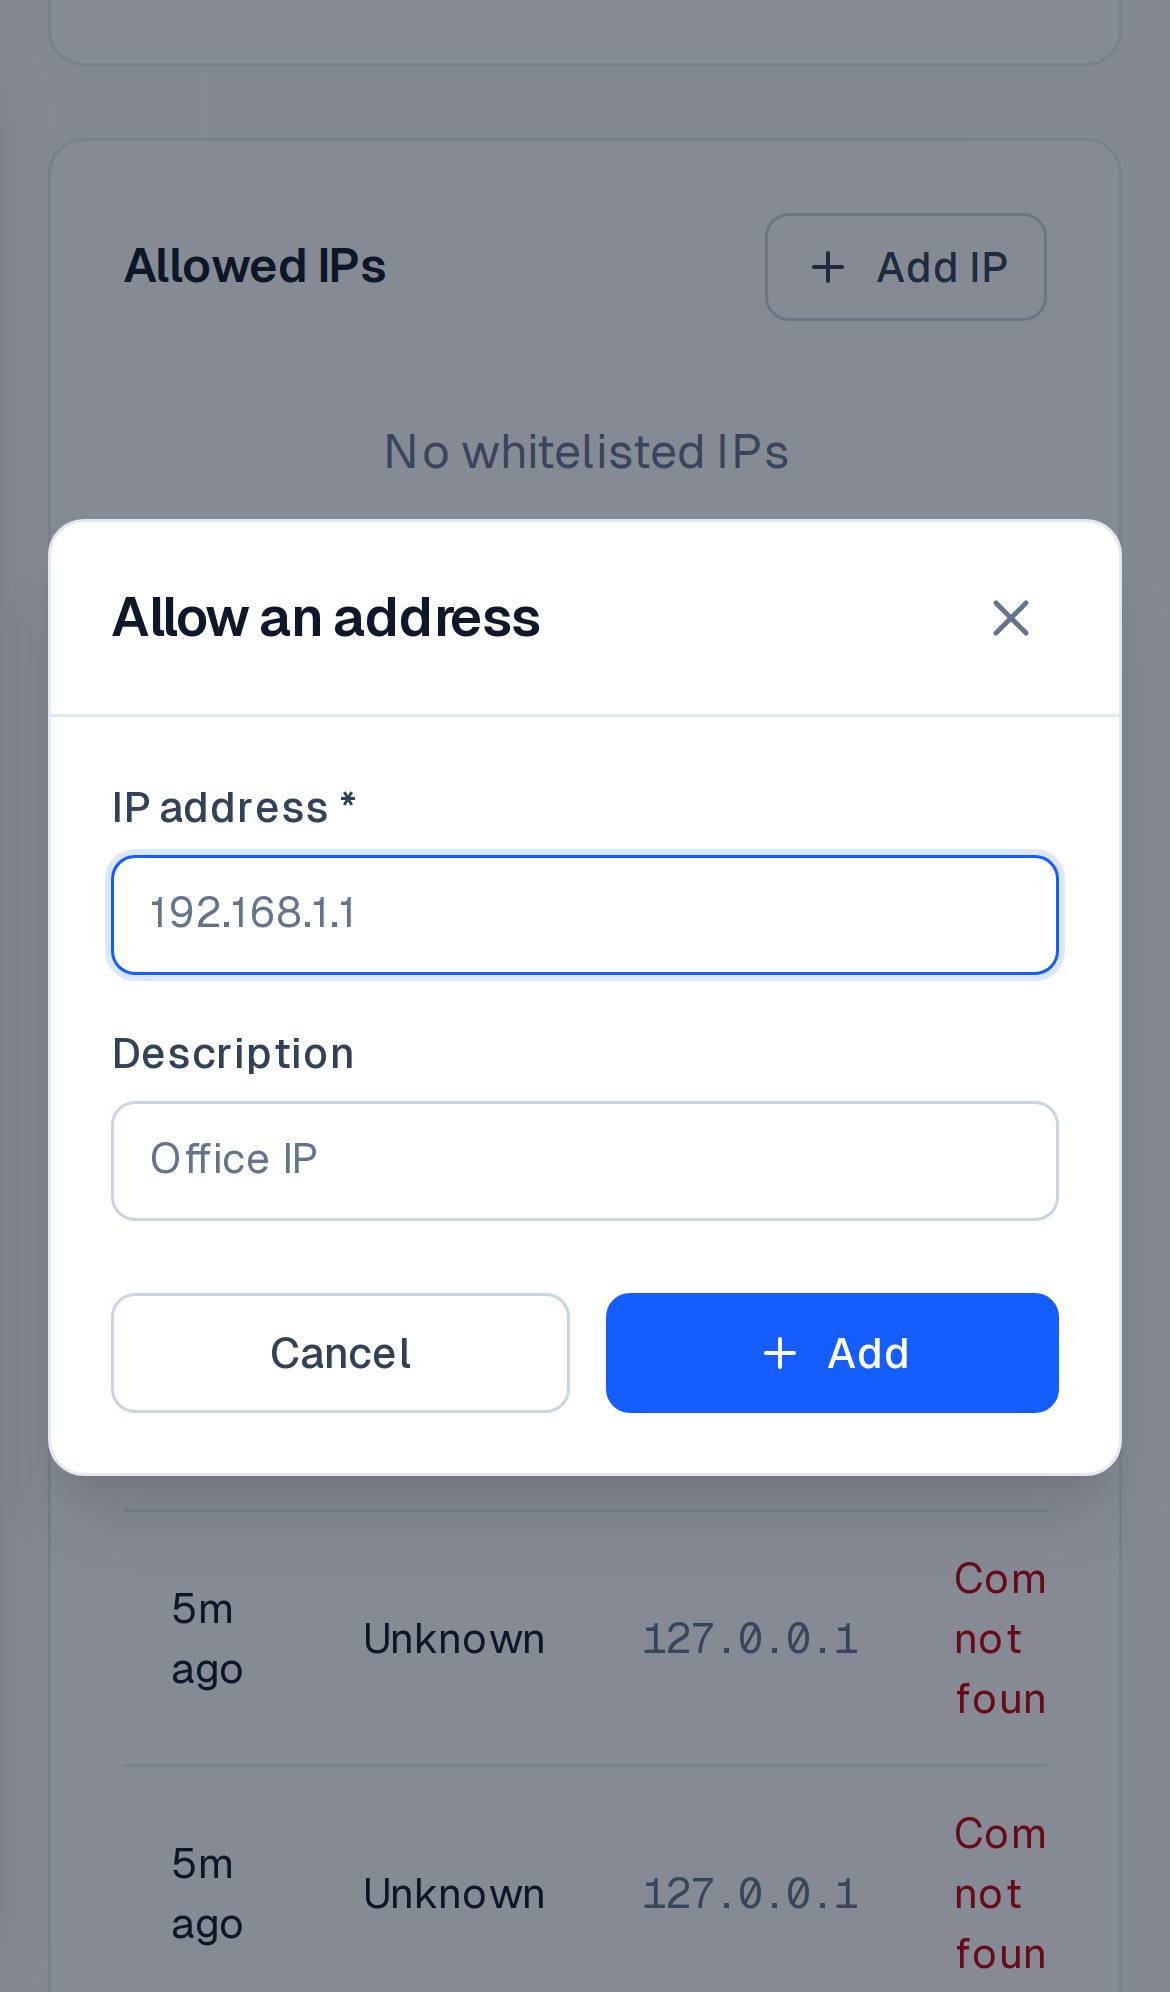 Allowed IPs
Add IP
No whitelisted IPs
Allow an address
IP address *
192.168.1.1
Description
Office IP
Cancel
Add
5m ago
Unknown
127.0.0.1
Com
not
foun
5m ago
Unknown
127.0.0.1
Com
not
foun